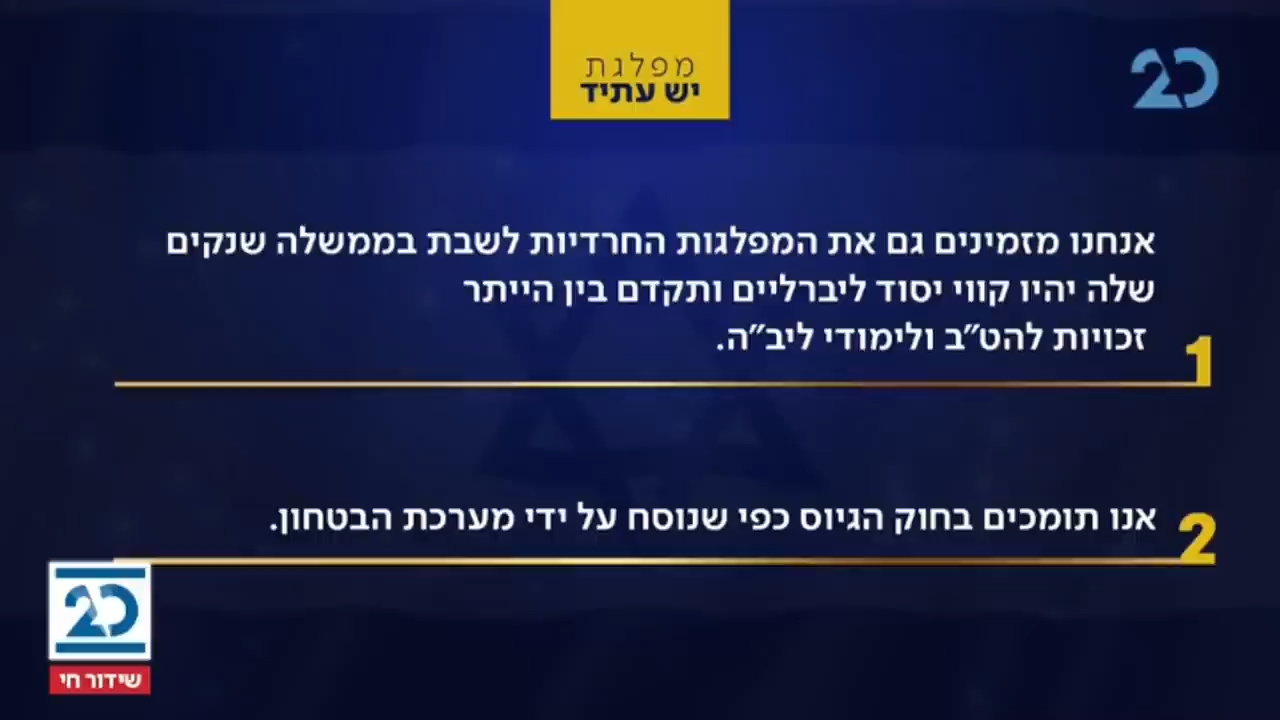 מפלגת
יש עתיד
20
אנחנו מזמינים גם את המפלגות החרדיות לשבת בממשלה שנקים
שלה יהיו קווי יסוד ליברליים ותקדם בין הייתר
זכויות להט"ב ולימודי ליב"ה.
1
אנו תומכים בחוק הגיוס כפי שנוסח על ידי מערכת הבטחון.
2
20
שידור חי